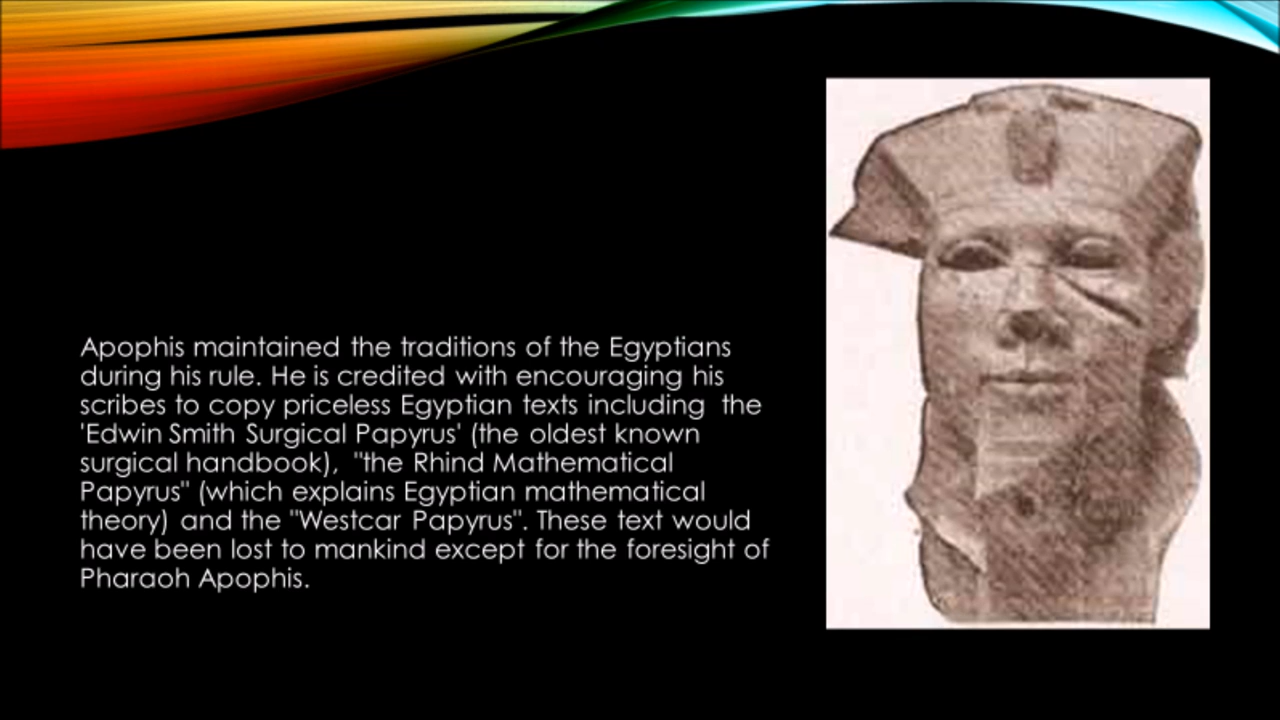 Apophis maintained the traditions of the Egyptians
during his rule. He is credited with encouraging his
scribes to copy priceless Egyptian texts including  the
'Edwin Smith Surgical Papyrus' (the oldest known
surgical handbook),  "the Rhind Mathematical
Papyrus" (which explains Egyptian mathematical
theory) and the "Westcar Papyrus". These text would
have been lost to mankind except for the foresight of
Pharaoh Apophis.